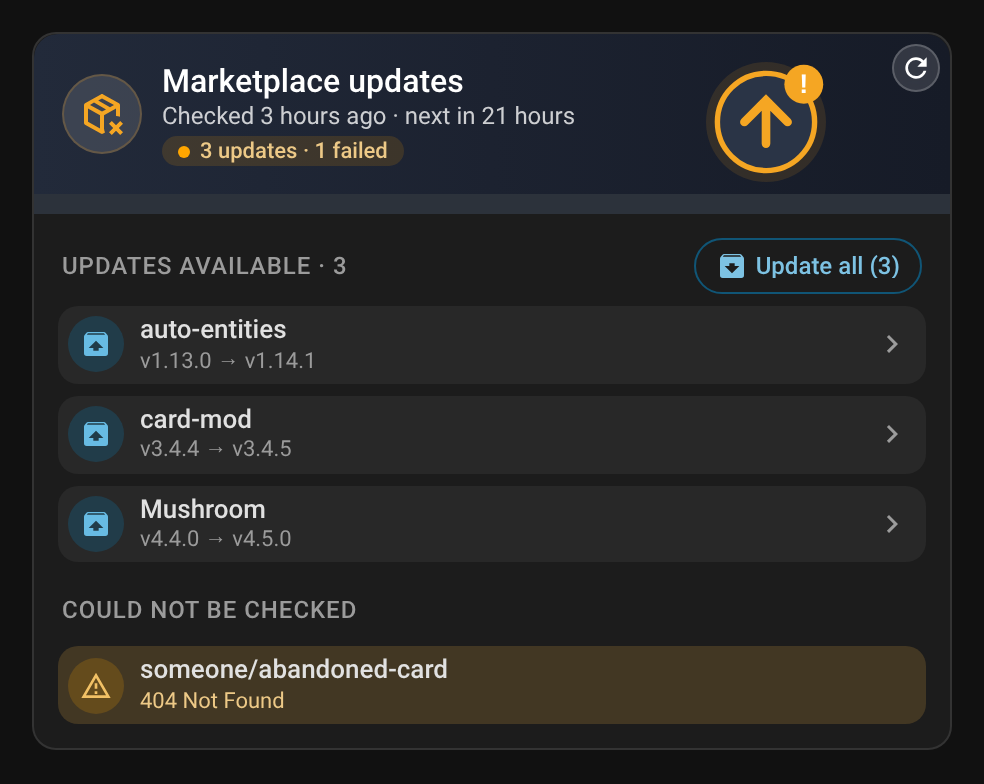 Marketplace updates
Checked 3 hours ago · next in 21 hours
3 updates · 1 failed
!
UPDATES AVAILABLE · 3
Update all (3)
auto-entities
v1.13.0 → v1.14.1
card-mod
v3.4.4 → v3.4.5
Mushroom
v4.4.0 → v4.5.0
COULD NOT BE CHECKED
someone/abandoned-card
404 Not Found